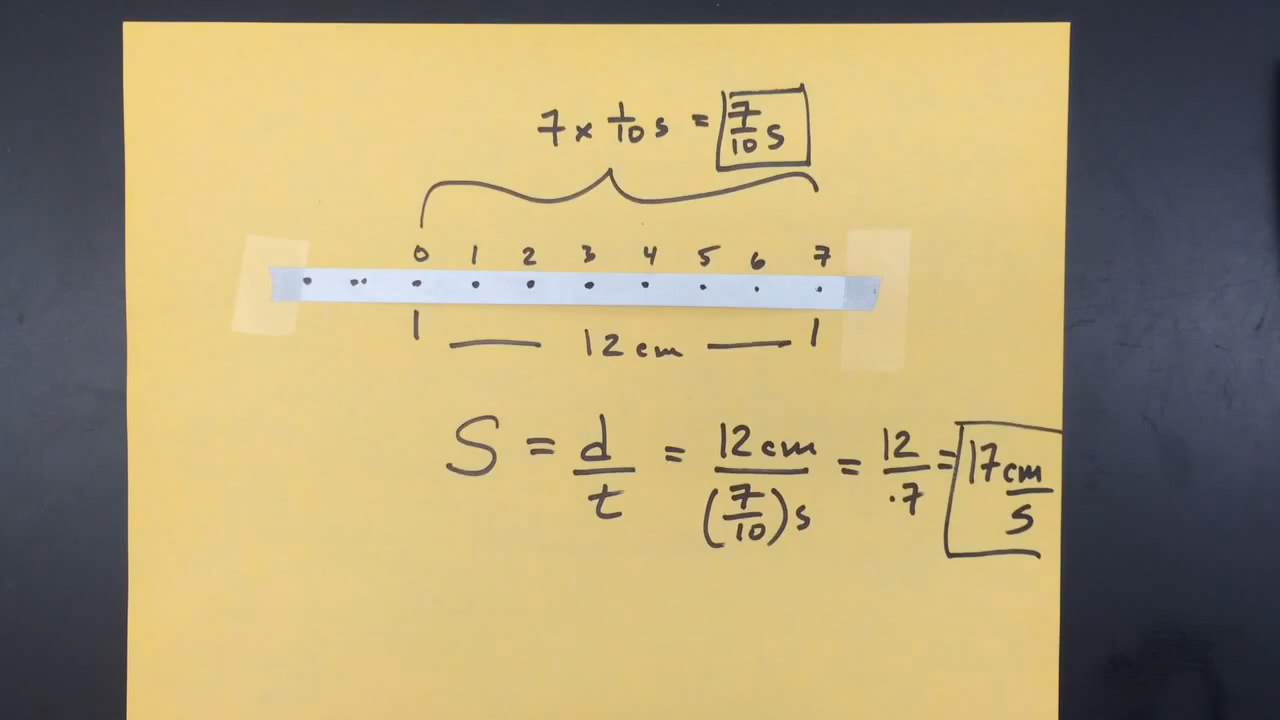 7 × 1/10 s = 7/10 s
0 1 2 3 4 5 6 7
12 cm
S = d/t = 12 cm/(7/10)s = 12/.7 = 17 cm/s